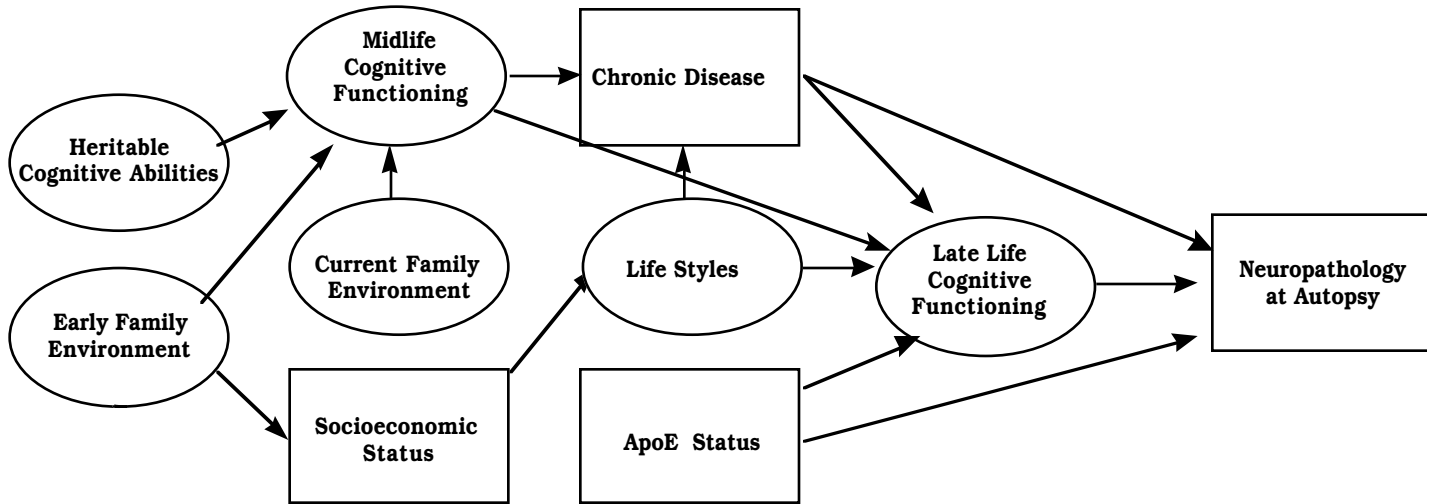 Midlife
Cognitive
Functioning
Chronic Disease
Heritable
Cognitive Abilities
Current Family
Environment
Life Styles
Late Life
Cognitive
Functioning
Neuropathology
at Autopsy
Early Family
Environment
Socioeconomic
Status
ApoE Status